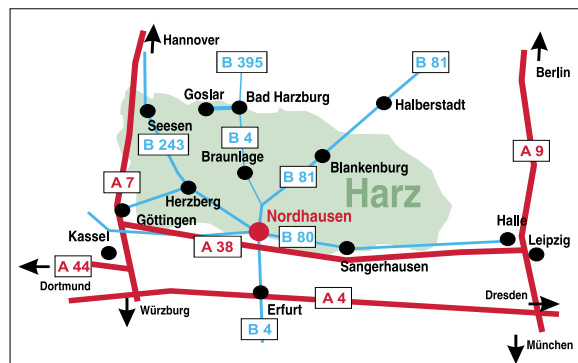 Hannover
B 395
B 81
Berlin
Goslar
Bad Harzburg
Halberstadt
Seesen
B 243
B 4
Braunlage
Blankenburg
A 9
A 7
B 81
Harz
Herzberg
Göttingen
Nordhausen
Halle
Kassel
A 38
B 80
Leipzig
A 44
Sangerhausen
Dortmund
Würzburg
Erfurt
A 4
Dresden
B 4
München